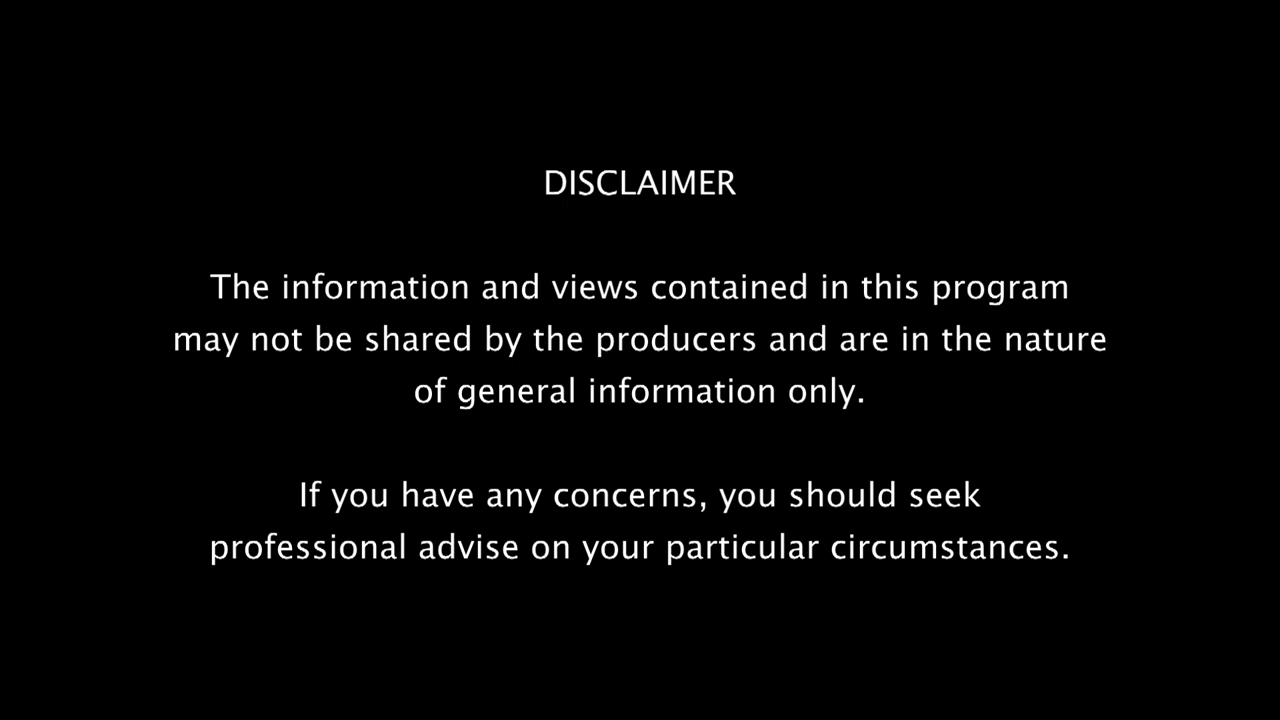 DISCLAIMER
The information and views contained in this program
may not be shared by the producers and are in the nature
of general information only.
If you have any concerns, you should seek
professional advise on your particular circumstances.